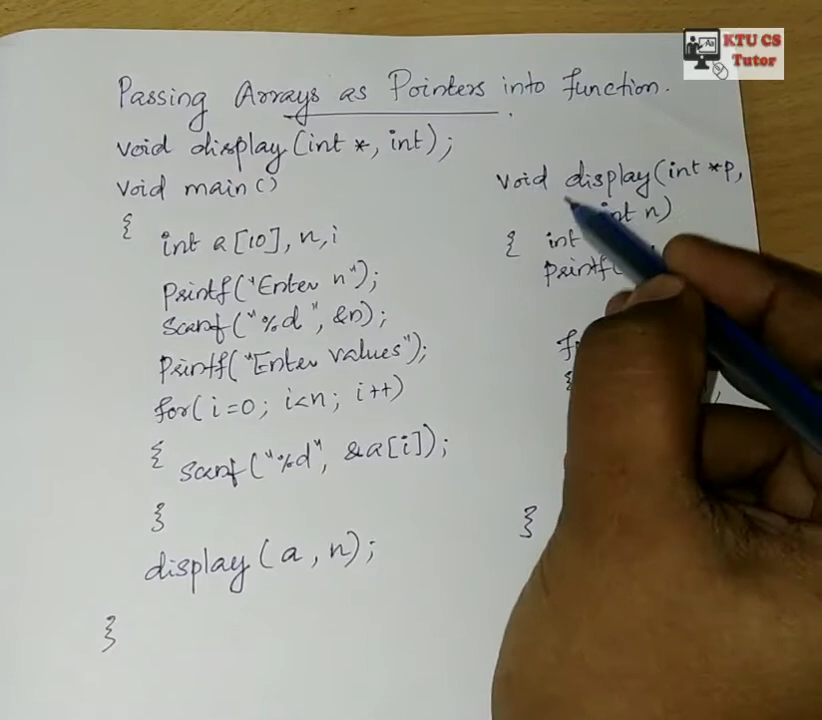 KTU CS
Tutor
Passing Arrays as Pointers into function.
void display(int *, int);
void main()
{
int a[10], n, i
Printf("Enter n");
Scanf("%d", &n);
Printf("Enter values");
for(i=0; i<n; i++)
{ Scanf("%d", &a[i]);
}
display(a, n);
}
void display(int *p,
int n)
{ int
Printf(
{
}